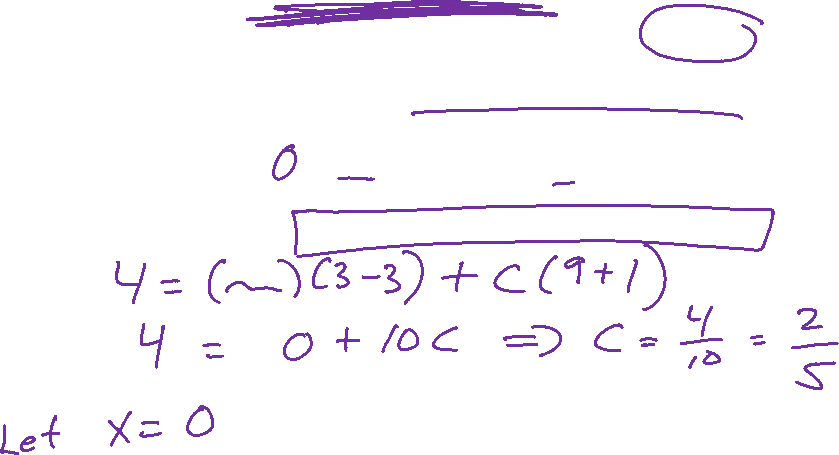 0 — -
4 = (~)(3-3) + C(9+1)
4 = 0 + 10C => C = 4/10 = 2/5
Let x = 0